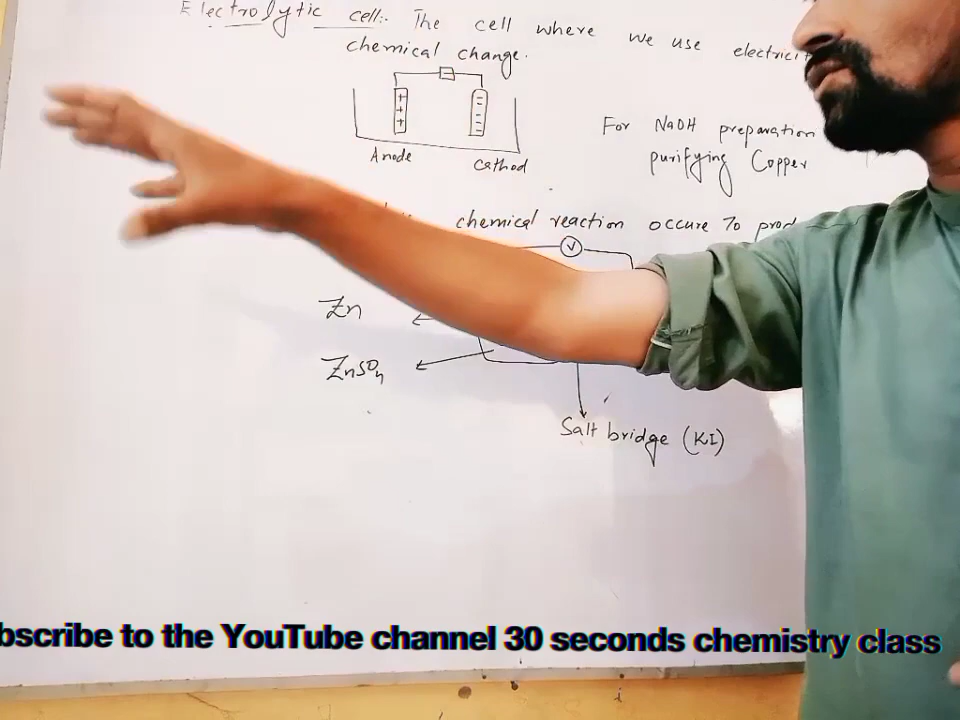 Electrolytic cell:. The cell where we use electricit
chemical change.
+ + +
Anode
Cathod
For NaOH preparation
purifying Copper
chemical reaction occure To prod
V
Zn
ZnSO4
Salt bridge (KI)
bscribe to the YouTube channel 30 seconds chemistry class